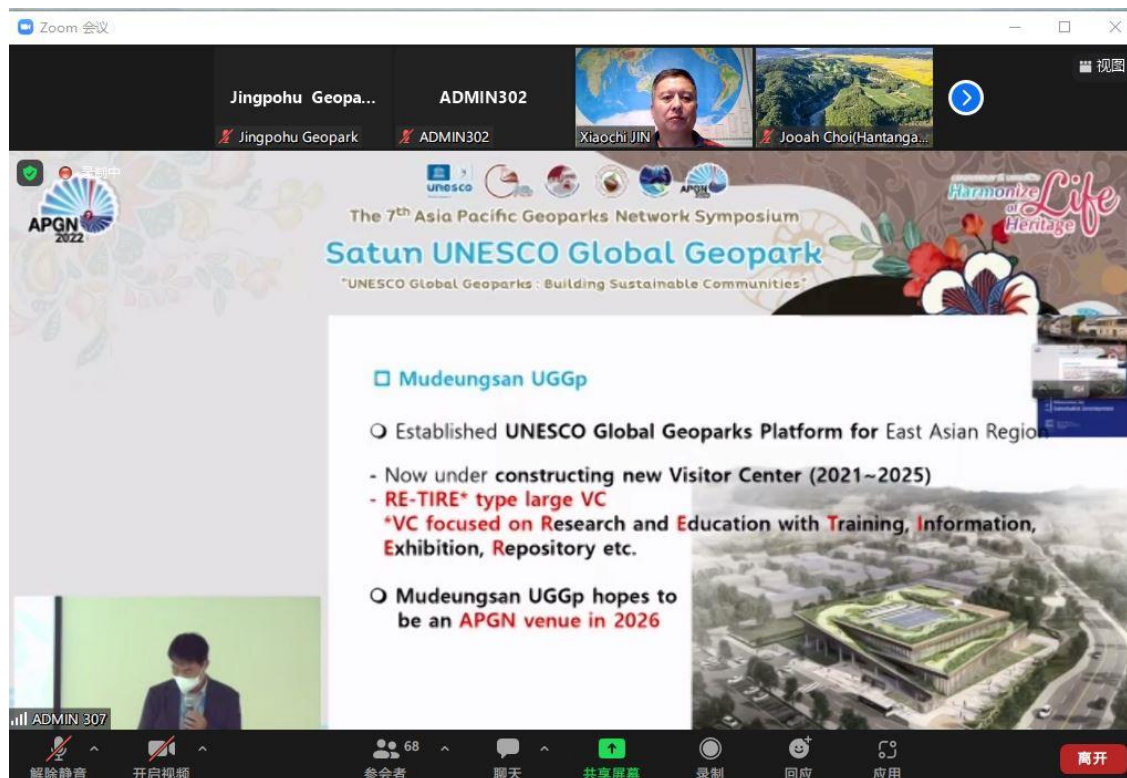 Zoom 会议
视图
Jingpohu Geopa...
ADMIN302
Jingpohu Geopark
ADMIN302
Xiaochi JIN
Jooah Choi(Hantanga...
录制中
APGN
2022
unesco
APGN
Harmonize Life
of
Heritage
The 7th Asia Pacific Geoparks Network Symposium
Satun UNESCO Global Geopark
"UNESCO Global Geoparks : Building Sustainable Communities"
Mudeungsan UGGp
Established UNESCO Global Geoparks Platform for East Asian Region
- Now under constructing new Visitor Center (2021~2025)
- RE-TIRE* type large VC
*VC focused on Research and Education with Training, Information,
Exhibition, Repository etc.
Mudeungsan UGGp hopes to
be an APGN venue in 2026
ADMIN 307
68
解除静音
开启视频
参会者
聊天
共享屏幕
录制
回应
应用
离开